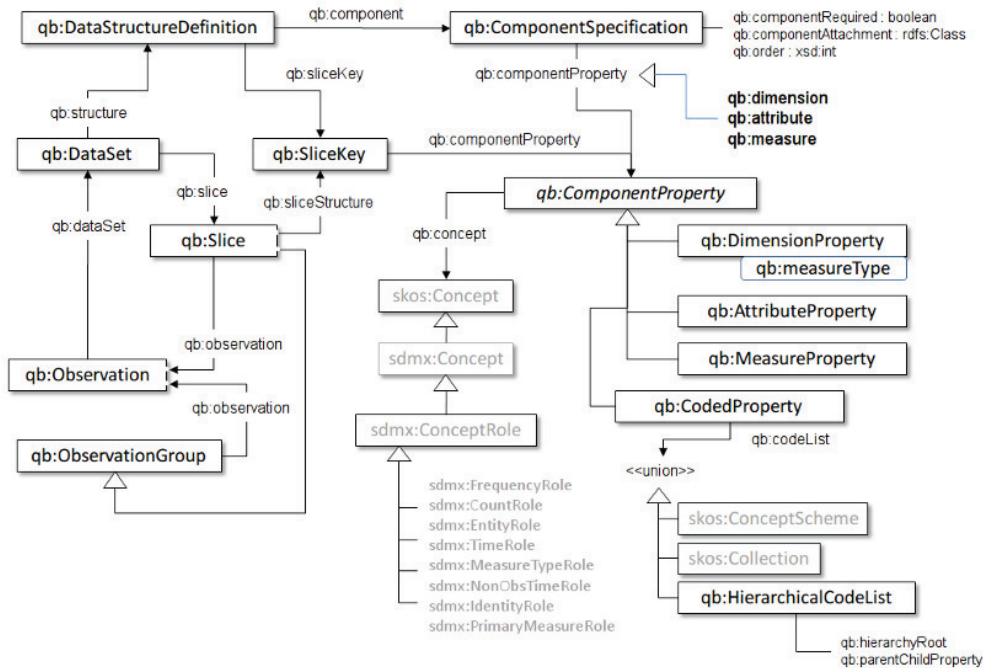 qb:DataStructureDefinition
qb:component
qb:ComponentSpecification
qb:componentRequired : boolean
qb:componentAttachment : rdfs:Class
qb:order : xsd:int
qb:sliceKey
qb:componentProperty
qb:structure
qb:dimension
qb:attribute
qb:measure
qb:DataSet
qb:SliceKey
qb:componentProperty
qb:slice
qb:sliceStructure
qb:ComponentProperty
qb:dataSet
qb:Slice
qb:concept
qb:DimensionProperty
qb:measureType
skos:Concept
qb:AttributeProperty
qb:observation
sdmx:Concept
qb:MeasureProperty
qb:Observation
qb:observation
qb:CodedProperty
sdmx:ConceptRole
qb:codeList
qb:ObservationGroup
<<union>>
sdmx:FrequencyRole
sdmx:CountRole
sdmx:EntityRole
sdmx:TimeRole
sdmx:MeasureTypeRole
sdmx:NonObsTimeRole
sdmx:IdentityRole
sdmx:PrimaryMeasureRole
skos:ConceptScheme
skos:Collection
qb:HierarchicalCodeList
qb:hierarchyRoot
qb:parentChildProperty